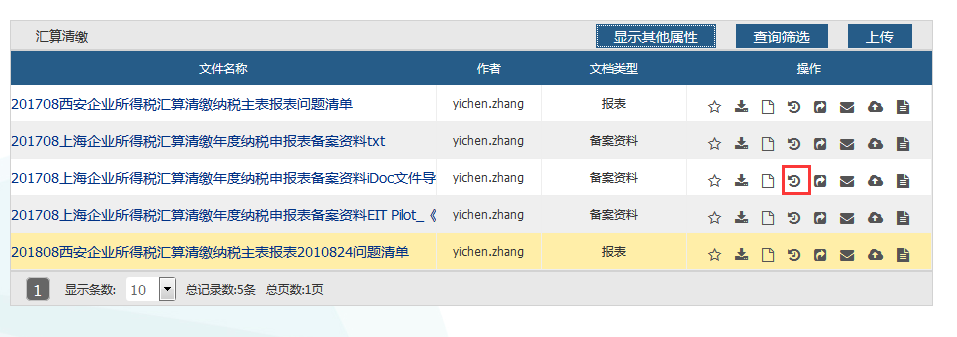 汇算清缴 显示其他属性 查询筛选 上传
文件名称 作者 文档类型 操作
201708西安企业所得税汇算清缴纳税主表报表问题清单 yichen.zhang 报表
201708上海企业所得税汇算清缴年度纳税申报表备案资料txt yichen.zhang 备案资料
201708上海企业所得税汇算清缴年度纳税申报表备案资料iDoc文件导 yichen.zhang 备案资料
201708上海企业所得税汇算清缴年度纳税申报表备案资料EIT Pilot_《 yichen.zhang 备案资料
201808西安企业所得税汇算清缴纳税主表报表2010824问题清单 yichen.zhang 报表
1 显示条数: 10 总记录数:5条 总页数:1页